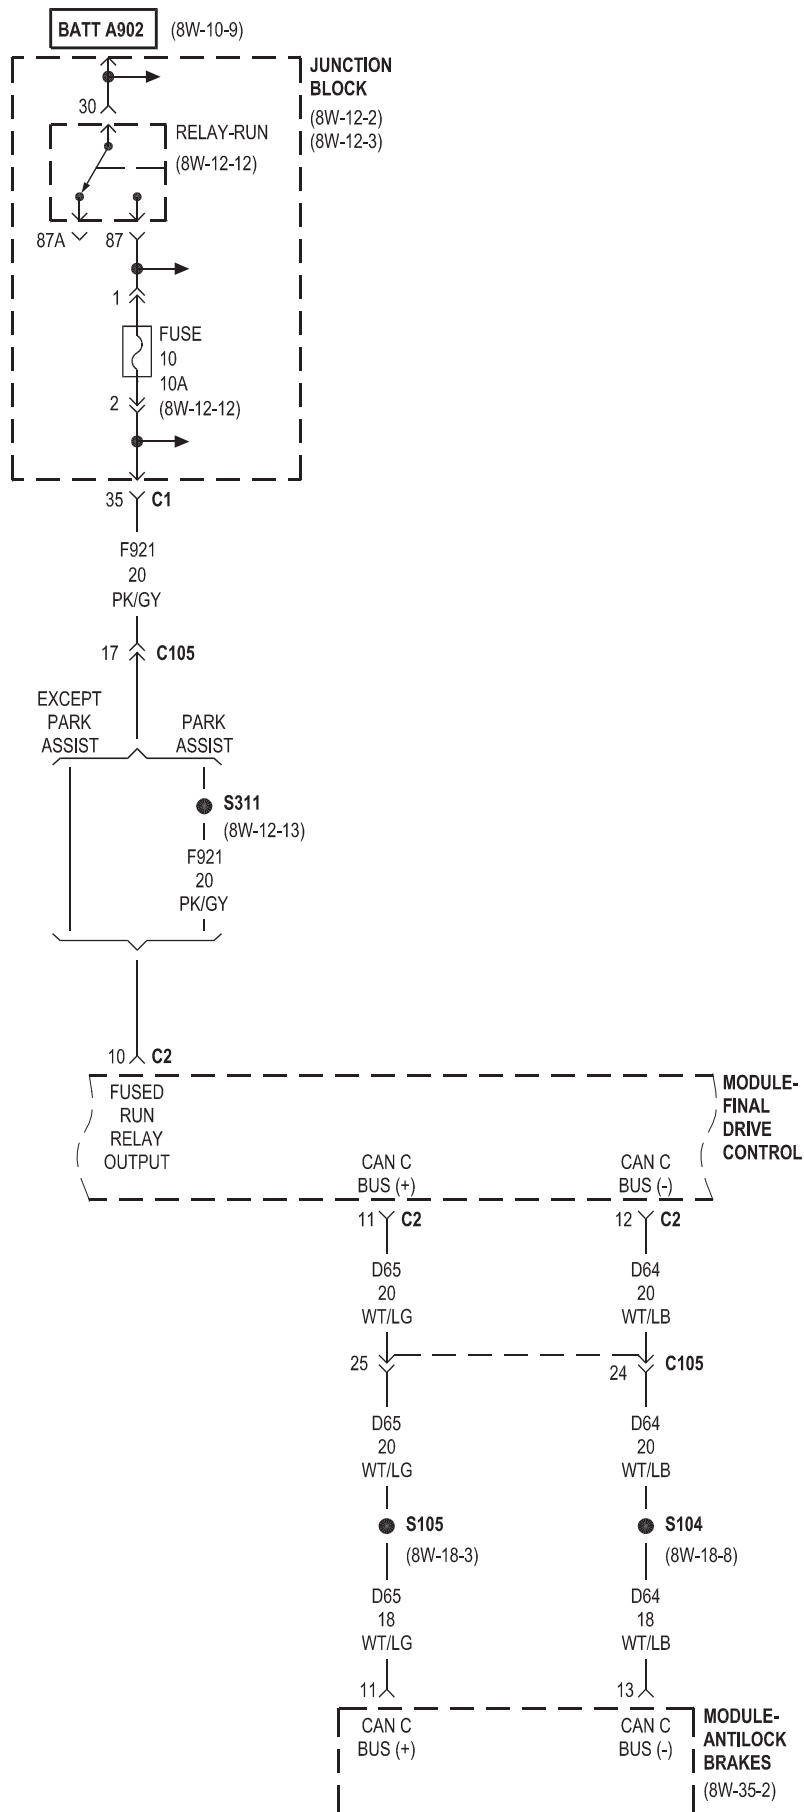 BATT A902 (8W-10-9)
JUNCTION
BLOCK
(8W-12-2)
(8W-12-3)
30
RELAY-RUN
(8W-12-12)
87A 87
1
FUSE
10
10A
2 (8W-12-12)
35 C1
F921
20
PK/GY
17 C105
EXCEPT
PARK
ASSIST
PARK
ASSIST
S311
(8W-12-13)
F921
20
PK/GY
10 C2
MODULE-
FINAL
DRIVE
CONTROL
FUSED
RUN
RELAY
OUTPUT
CAN C
BUS (+)
CAN C
BUS (-)
11 C2
12 C2
D65
20
WT/LG
D64
20
WT/LB
25
24 C105
D65
20
WT/LG
D64
20
WT/LB
S105
(8W-18-3)
S104
(8W-18-8)
D65
18
WT/LG
D64
18
WT/LB
11
13
CAN C
BUS (+)
CAN C
BUS (-)
MODULE-
ANTILOCK
BRAKES
(8W-35-2)